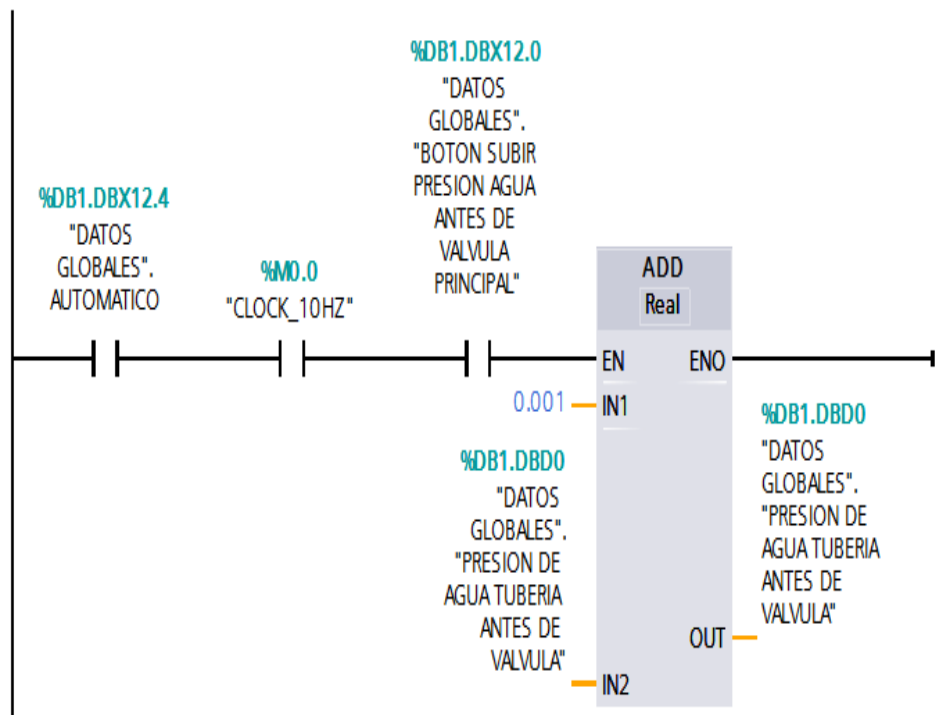 %DB1.DBX12.0
"DATOS
GLOBALES".
"BOTON SUBIR
PRESION AGUA
ANTES DE
VALVULA
PRINCIPAL"
%DB1.DBX12.4
"DATOS
GLOBALES".
AUTOMATICO
%M0.0
"CLOCK_10HZ"
ADD
Real
EN
ENO
0.001
IN1
%DB1.DBD0
"DATOS
GLOBALES".
"PRESION DE
AGUA TUBERIA
ANTES DE
VALVULA"
IN2
%DB1.DBD0
"DATOS
GLOBALES".
"PRESION DE
AGUA TUBERIA
ANTES DE
VALVULA"
OUT